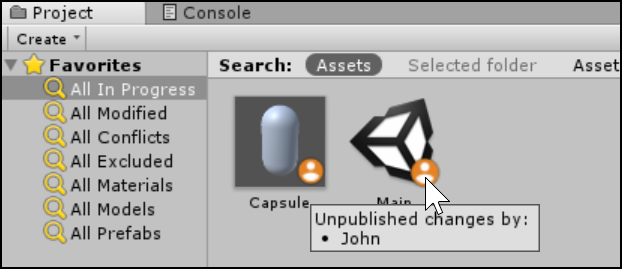 Project
Console
Create
Favorites
All In Progress
All Modified
All Conflicts
All Excluded
All Materials
All Models
All Prefabs
Search: Assets Selected folder Asset
Capsule
Main
Unpublished changes by:
• John